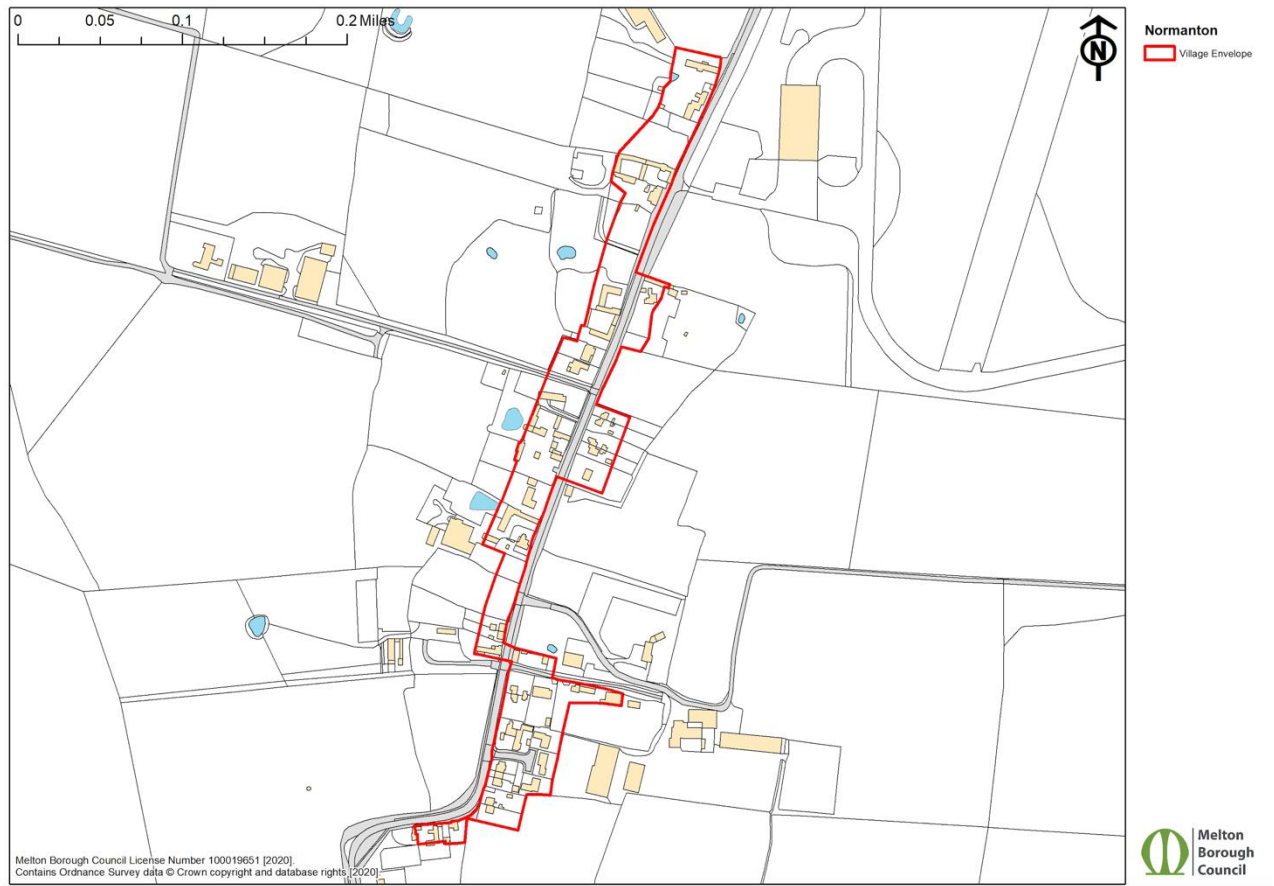 0 0.05 0.1 0.2 Miles
N
Normanton
Village Envelope
Melton Borough Council License Number 100019651 [2020].
Contains Ordnance Survey data © Crown copyright and database rights [2020]
Melton
Borough
Council